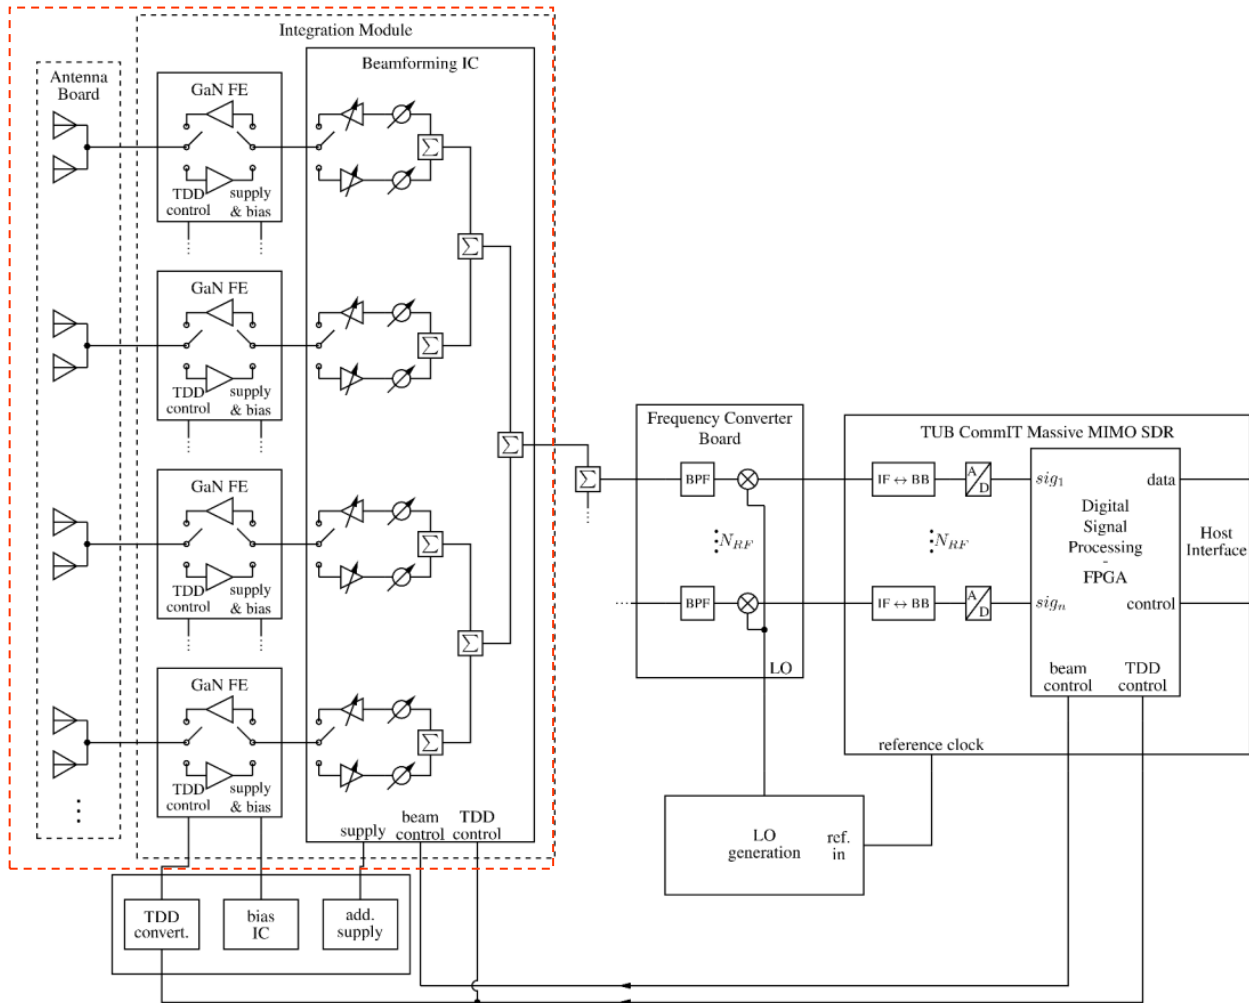 Integration Module
Antenna
Board
Beamforming IC
GaN FE
TDD
control
supply
& bias
Σ
Σ
GaN FE
TDD
control
supply
& bias
Σ
Σ
Σ
GaN FE
TDD
control
supply
& bias
Σ
Σ
GaN FE
TDD
control
supply
& bias
Σ
supply
beam
control
TDD
control
TDD
convert.
bias
IC
add.
supply
Frequency Converter
Board
BPF
N_RF
BPF
LO
LO
generation
ref.
in
TUB CommIT Massive MIMO SDR
IF ↔ BB
A/D
N_RF
IF ↔ BB
A/D
sig_1
data
Digital
Signal
Processing
-
FPGA
sig_n
control
beam
control
TDD
control
Host
Interface
reference clock